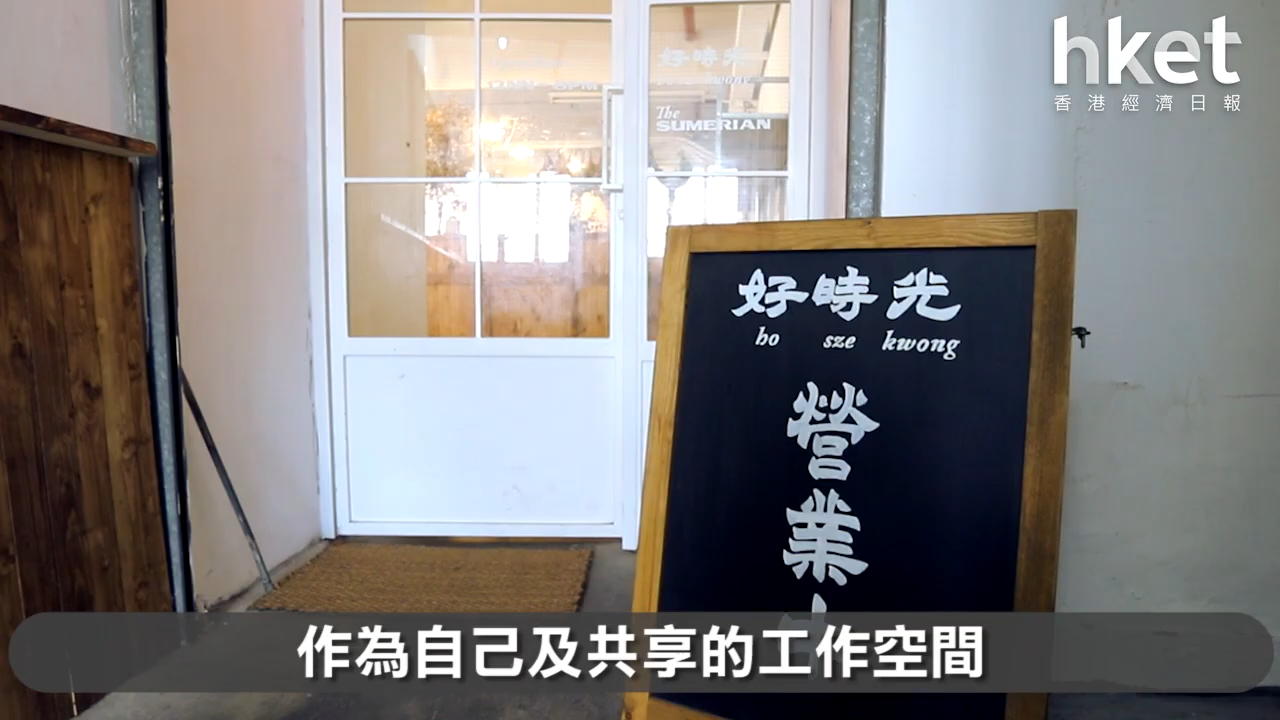 hket
香港經濟日報
好時光
The
SUMERIAN
好時光
ho sze kwong
營業
作為自己及共享的工作空間